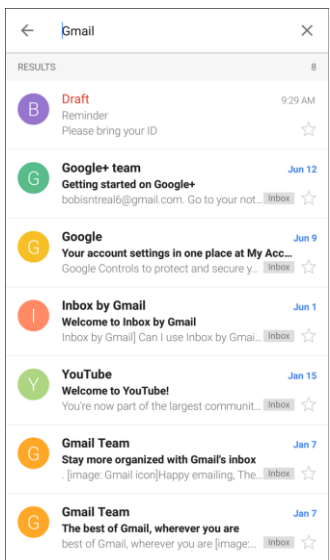 Gmail
RESULTS 8
B Draft 9:29 AM
Reminder
Please bring your ID
G Google+ team Jun 12
Getting started on Google+
bobisntreal6@gmail.com. Go to your not... Inbox
G Google Jun 9
Your account settings in one place at My Acc...
Google Controls to protect and secure y... Inbox
I Inbox by Gmail Jun 1
Welcome to Inbox by Gmail
Inbox by Gmail] Can I use Inbox by Gmai... Inbox
Y YouTube Jan 15
Welcome to YouTube!
You're now part of the largest communit... Inbox
G Gmail Team Jan 7
Stay more organized with Gmail's inbox
. [image: Gmail icon]Happy emailing, The... Inbox
G Gmail Team Jan 7
The best of Gmail, wherever you are
best of Gmail, wherever you are [image:... Inbox